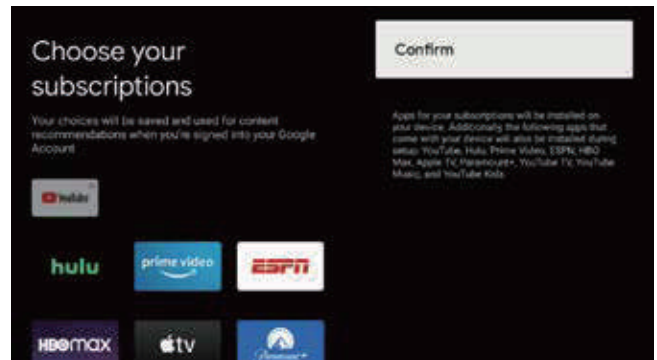 Choose your
subscriptions
Your choices will be saved and used for content
recommendations when you're signed into your Google
Account
YouTube
hulu
prime video
ESPN
HBOmax
tv
Paramount+
Confirm
Apps for your subscriptions will be installed on
your device. Additionally, the following apps that
come with your device will also be installed during
setup: YouTube, Hulu, Prime Video, ESPN, HBO
Max, Apple TV, Paramount+, YouTube TV, YouTube
Music, and YouTube Kids.